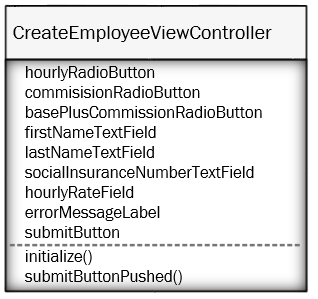 CreateEmployeeViewController
hourlyRadioButton
commisisionRadioButton
basePlusCommissionRadioButton
firstNameTextField
lastNameTextField
socialInsuranceNumberTextField
hourlyRateField
errorMessageLabel
submitButton
initialize()
submitButtonPushed()